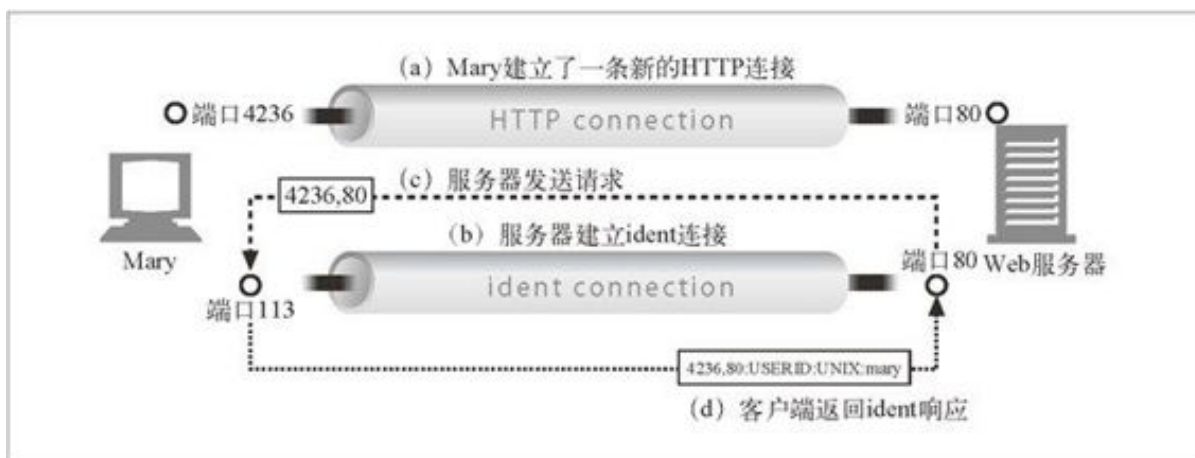 (a) Mary建立了一条新的HTTP连接
端口4236
HTTP connection
端口80
(c) 服务器发送请求
4236,80
(b) 服务器建立ident连接
Mary
端口80
Web服务器
ident connection
端口113
4236,80:USERID:UNIX:mary
(d) 客户端返回ident响应